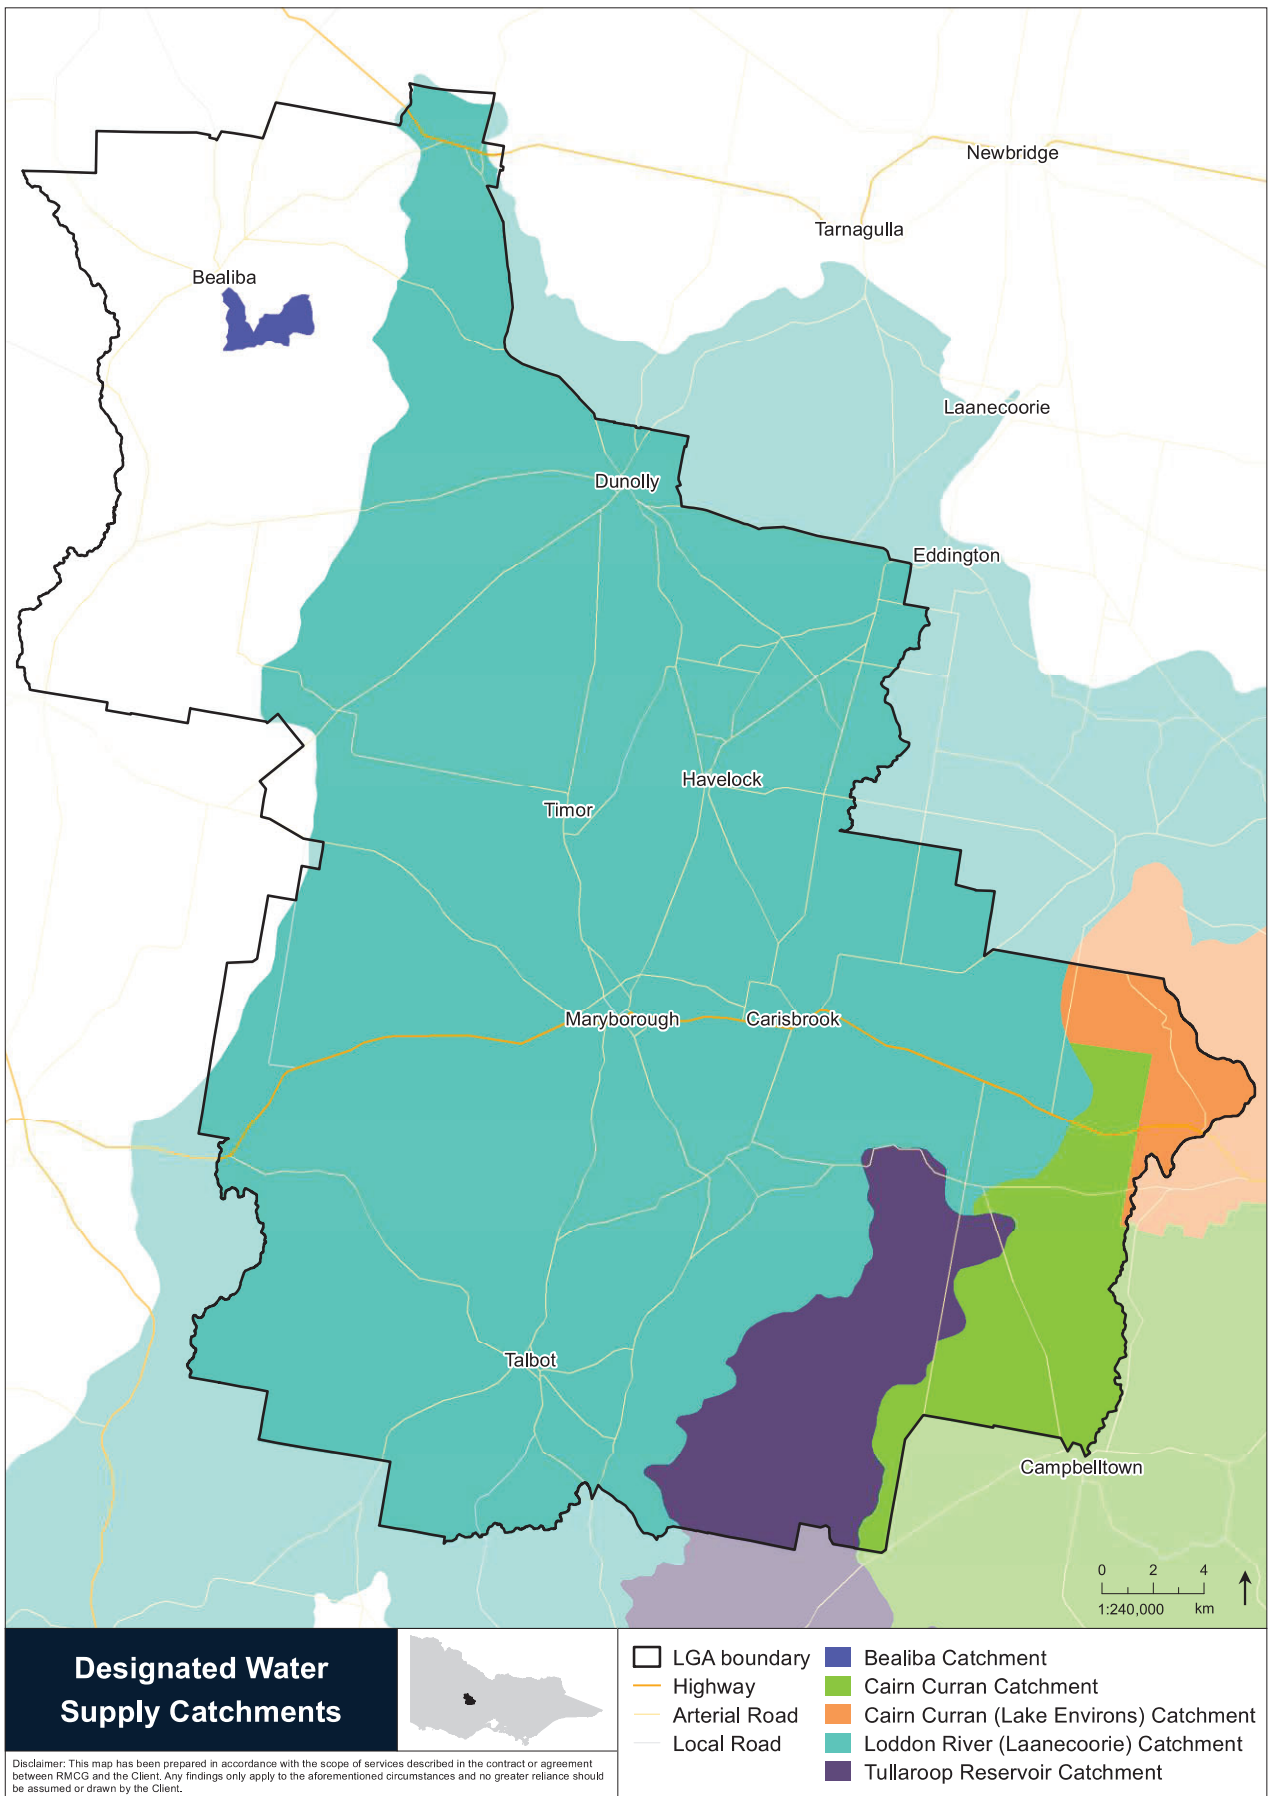 Newbridge
Tarnagulla
Bealiba
Laanecoorie
Dunolly
Eddington
Havelock
Timor
Maryborough
Carisbrook
Talbot
Campbelltown
0 2 4
1:240,000 km
Designated Water
Supply Catchments
Disclaimer: This map has been prepared in accordance with the scope of services described in the contract or agreement
between RMCG and the Client. Any findings only apply to the aforementioned circumstances and no greater reliance should
be assumed or drawn by the Client.
LGA boundary
Highway
Arterial Road
Local Road
Bealiba Catchment
Cairn Curran Catchment
Cairn Curran (Lake Environs) Catchment
Loddon River (Laanecoorie) Catchment
Tullaroop Reservoir Catchment